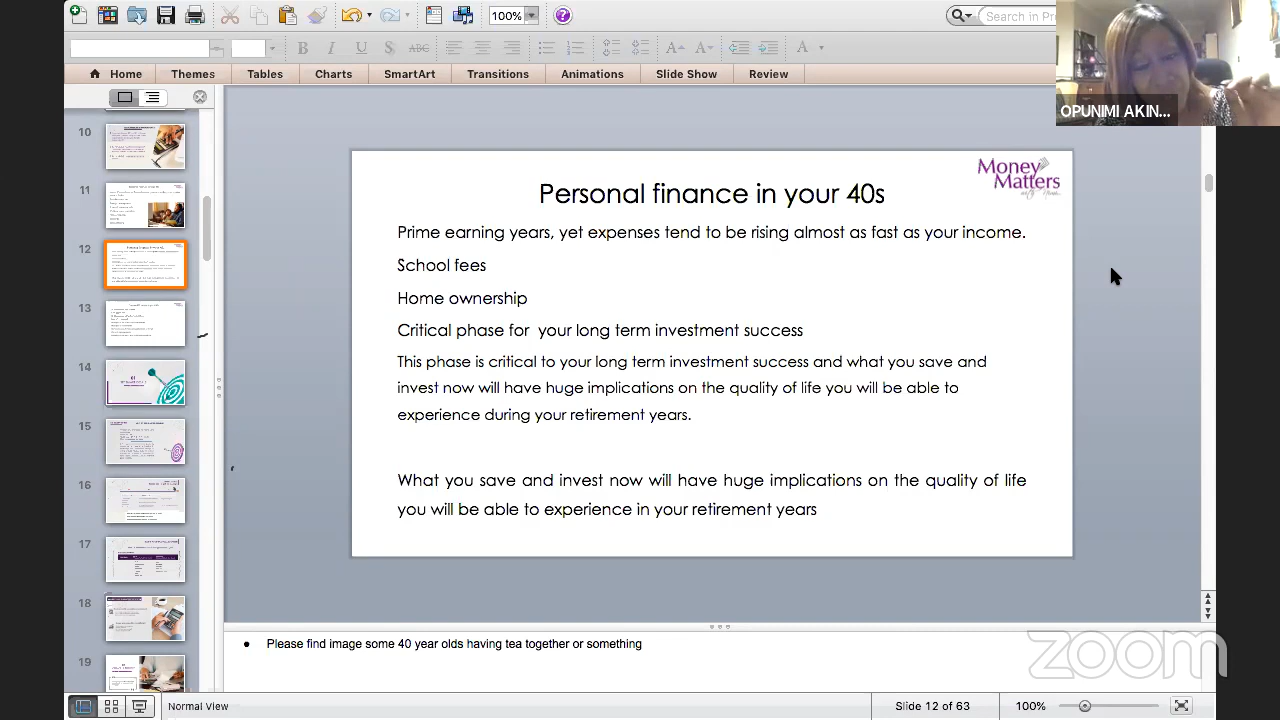 100%
Search in Pr
Home Themes Tables Charts SmartArt Transitions Animations Slide Show Review
OPUNIMI AKIN...
10
11
12
13
14
15
16
17
18
19
Money
Matters
Personal finance in your 40s
Prime earning years, yet expenses tend to be rising almost as fast as your income.
School fees
Home ownership
Critical phase for your long term investment success
This phase is critical to your long term investment success and what you save and
invest now will have huge implications on the quality of life you will be able to
experience during your retirement years.
What you save and invest now will have huge implications on the quality of life
you will be able to experience in your retirement years
• Please find image some 40 year olds having tea together or something
zoom
Normal View
Slide 12 of 63
100%